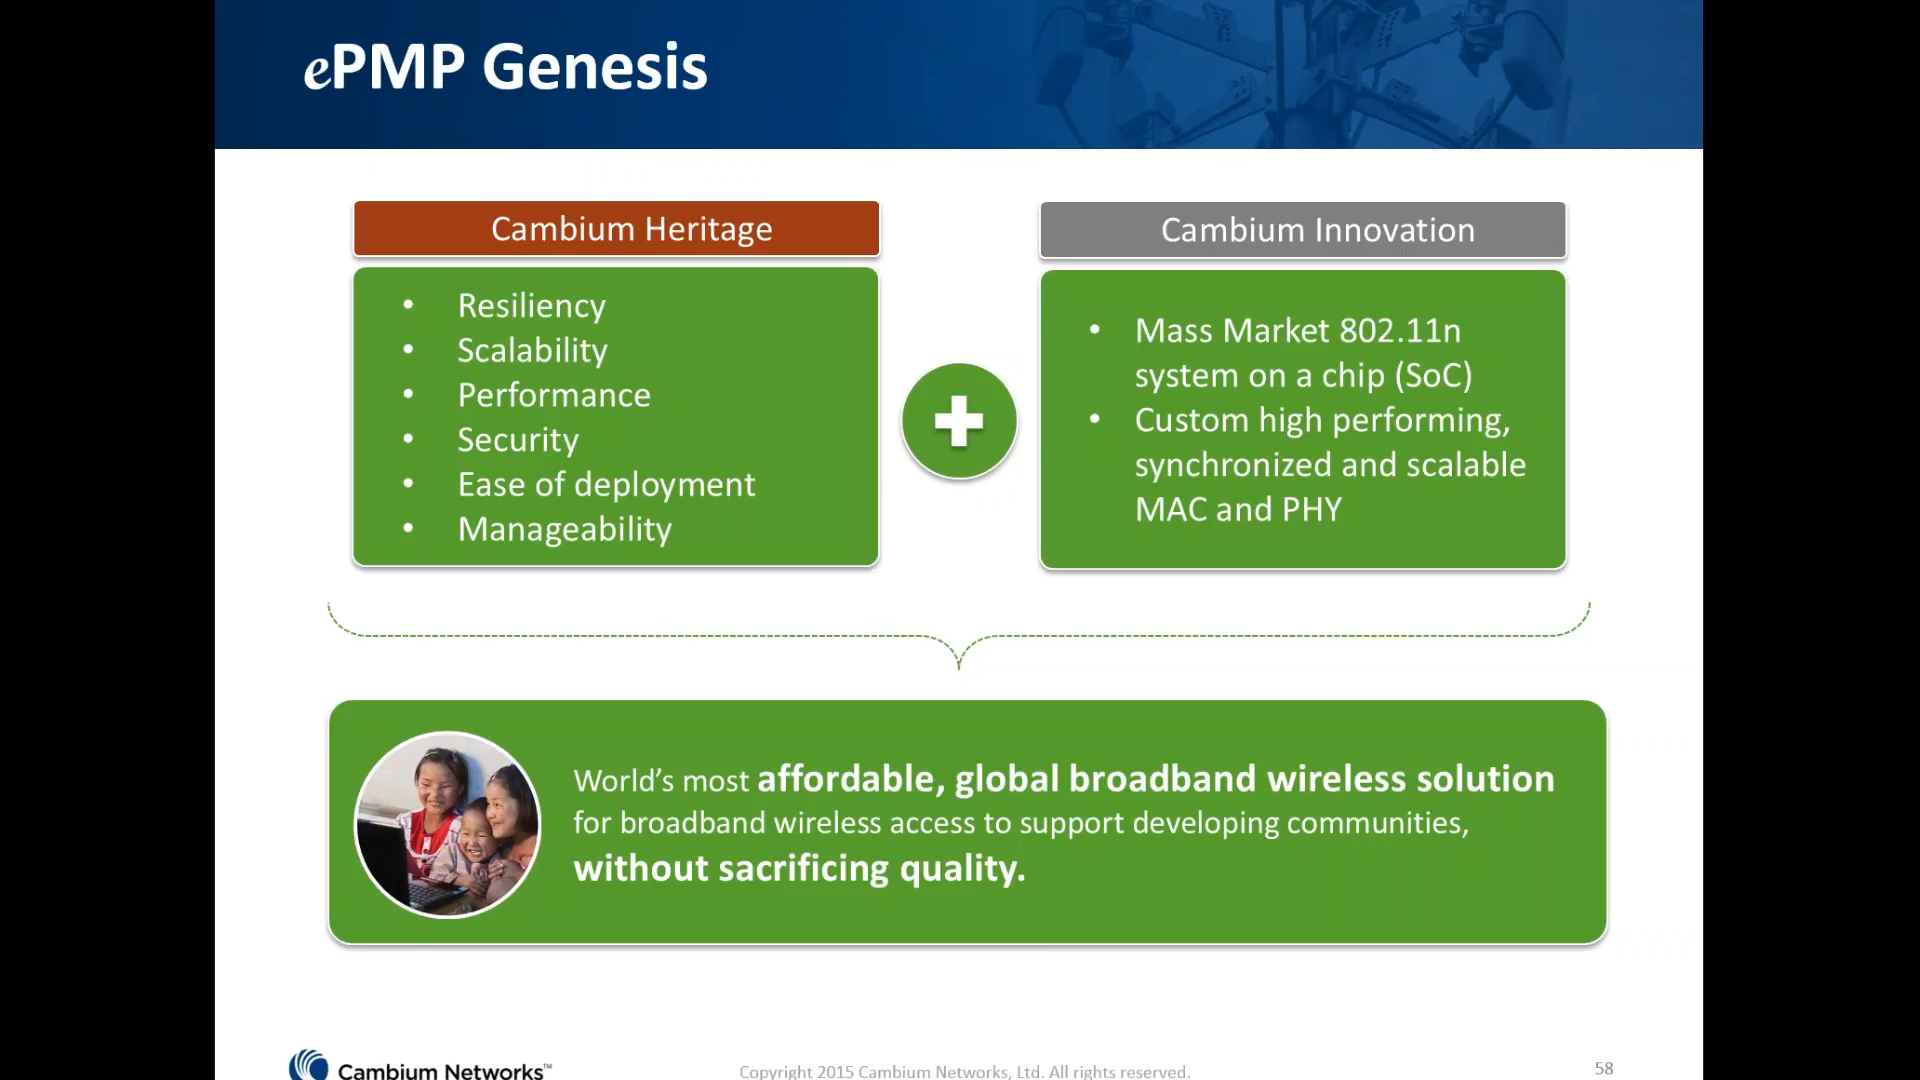 ePMP Genesis
Cambium Heritage
• Resiliency
• Scalability
• Performance
• Security
• Ease of deployment
• Manageability
Cambium Innovation
• Mass Market 802.11n
system on a chip (SoC)
• Custom high performing,
synchronized and scalable
MAC and PHY
World’s most affordable, global broadband wireless solution
for broadband wireless access to support developing communities,
without sacrificing quality.
Cambium Networks™
Copyright 2015 Cambium Networks, Ltd. All rights reserved.
58